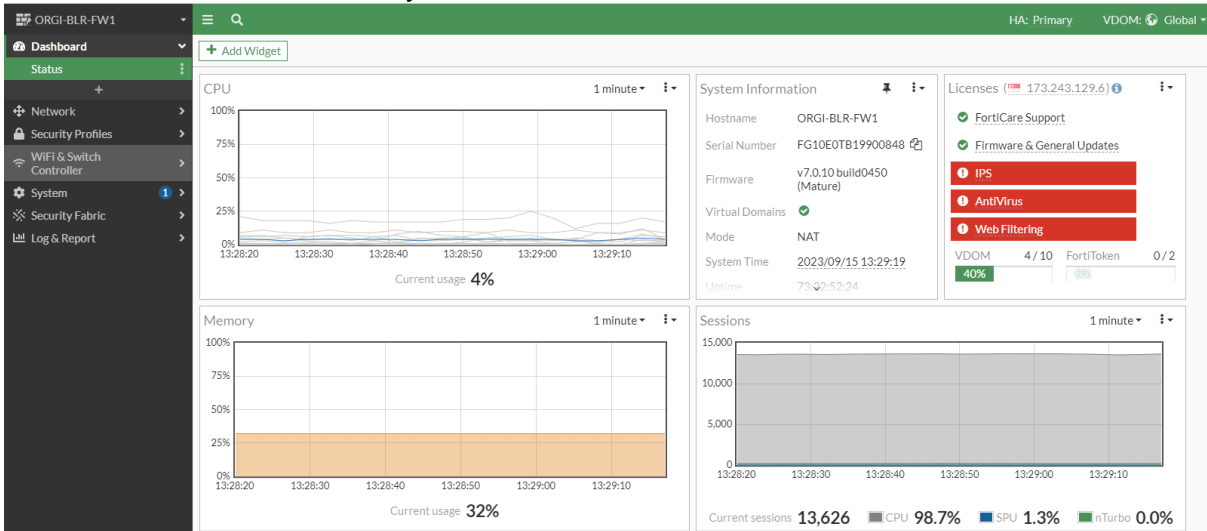 ORGI-BLR-FW1
HA: Primary VDOM: Global
Dashboard
Status
+
Network
Security Profiles
WiFi & Switch
Controller
System 1
Security Fabric
Log & Report
+ Add Widget
CPU 1 minute
100%
75%
50%
25%
0%
13:28:20 13:28:30 13:28:40 13:28:50 13:29:00 13:29:10
Current usage 4%
System Information
Hostname ORGI-BLR-FW1
Serial Number FG10E0TB19900848
Firmware v7.0.10 build0450
(Mature)
Virtual Domains
Mode NAT
System Time 2023/09/15 13:29:19
Uptime 73:02:52:24
Licenses ( 173.243.129.6)
FortiCare Support
Firmware & General Updates
IPS
AntiVirus
Web Filtering
VDOM 4 / 10 FortiToken 0 / 2
40% 0%
Memory 1 minute
100%
75%
50%
25%
0%
13:28:20 13:28:30 13:28:40 13:28:50 13:29:00 13:29:10
Current usage 32%
Sessions 1 minute
15,000
10,000
5,000
0
13:28:20 13:28:30 13:28:40 13:28:50 13:29:00 13:29:10
Current sessions 13,626 CPU 98.7% SPU 1.3% nTurbo 0.0%